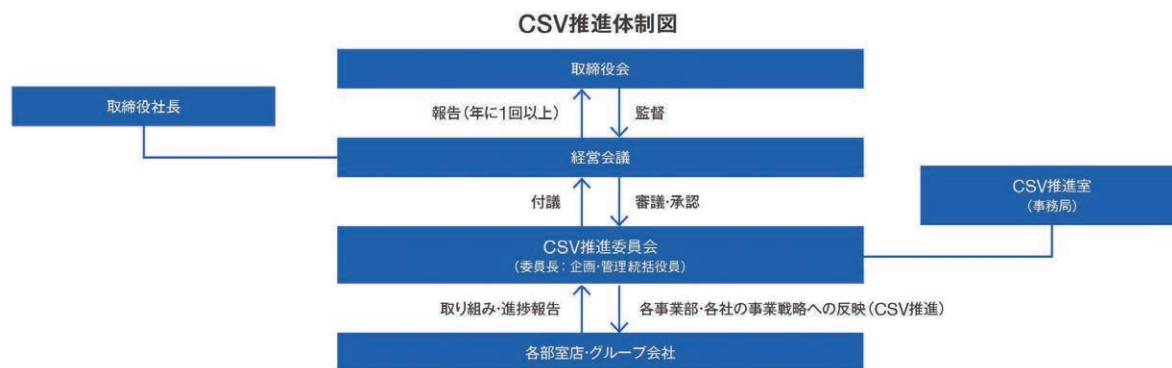 CSV推進体制図
取締役会
取締役社長
報告(年に1回以上)
監督
経営会議
CSV推進室
(事務局)
付議
審議・承認
CSV推進委員会
(委員長:企画・管理統括役員)
取り組み・進捗報告
各事業部・各社の事業戦略への反映(CSV推進)
各部室店・グループ会社